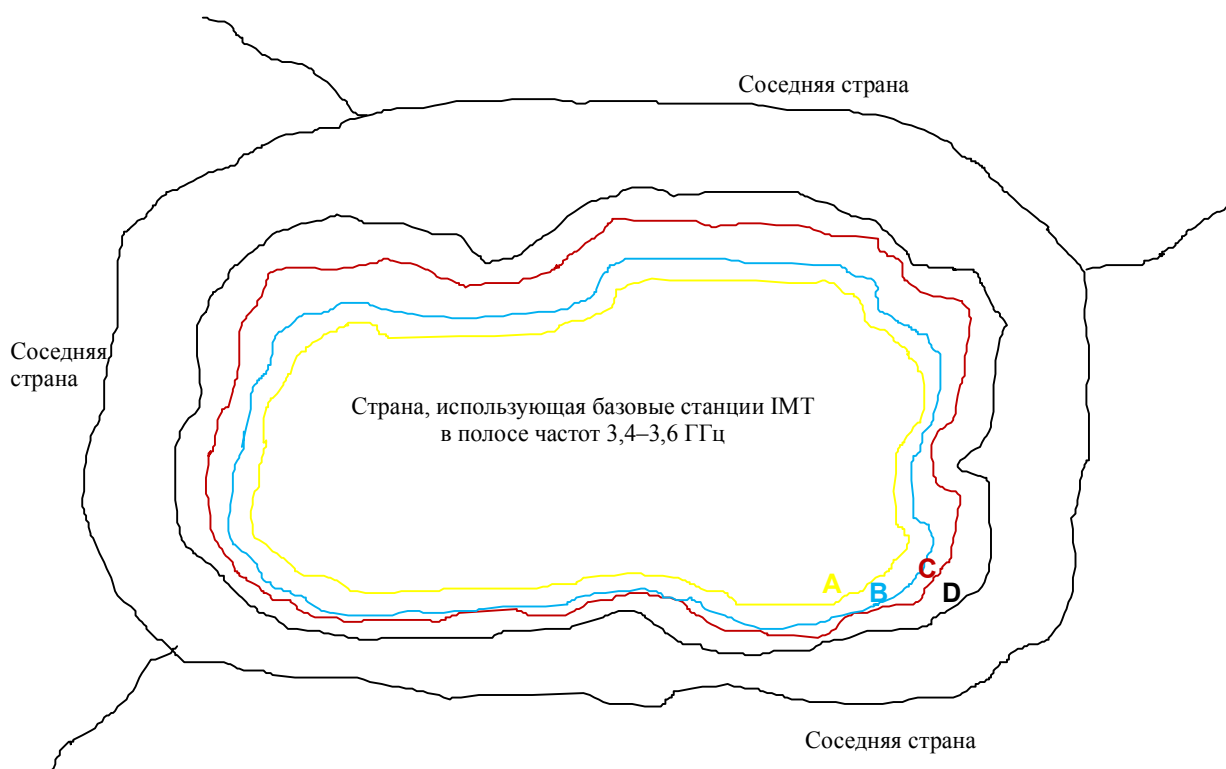 Соседняя страна
Соседняя
страна
Страна, использующая базовые станции IMT
в полосе частот 3,4–3,6 ГГц
A
B
C
D
Соседняя страна